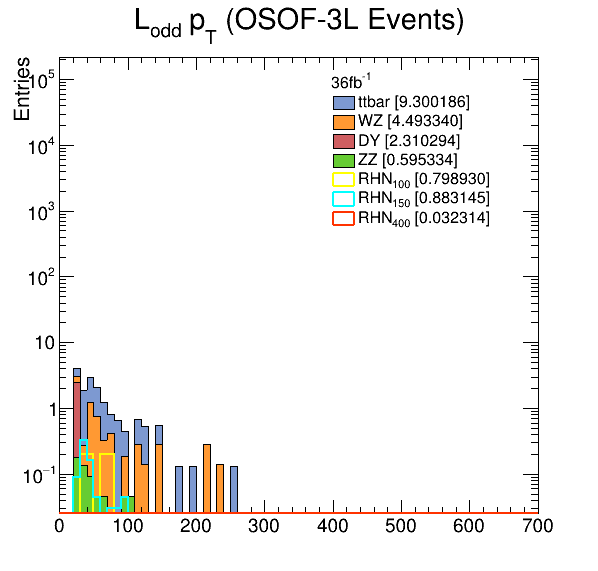 L_odd p_T (OSOF-3L Events)
Entries
36fb^-1
ttbar [9.300186]
WZ [4.493340]
DY [2.310294]
ZZ [0.595334]
RHN_100 [0.798930]
RHN_150 [0.883145]
RHN_400 [0.032314]
10^5
10^4
10^3
10^2
10
1
10^-1
0 100 200 300 400 500 600 700